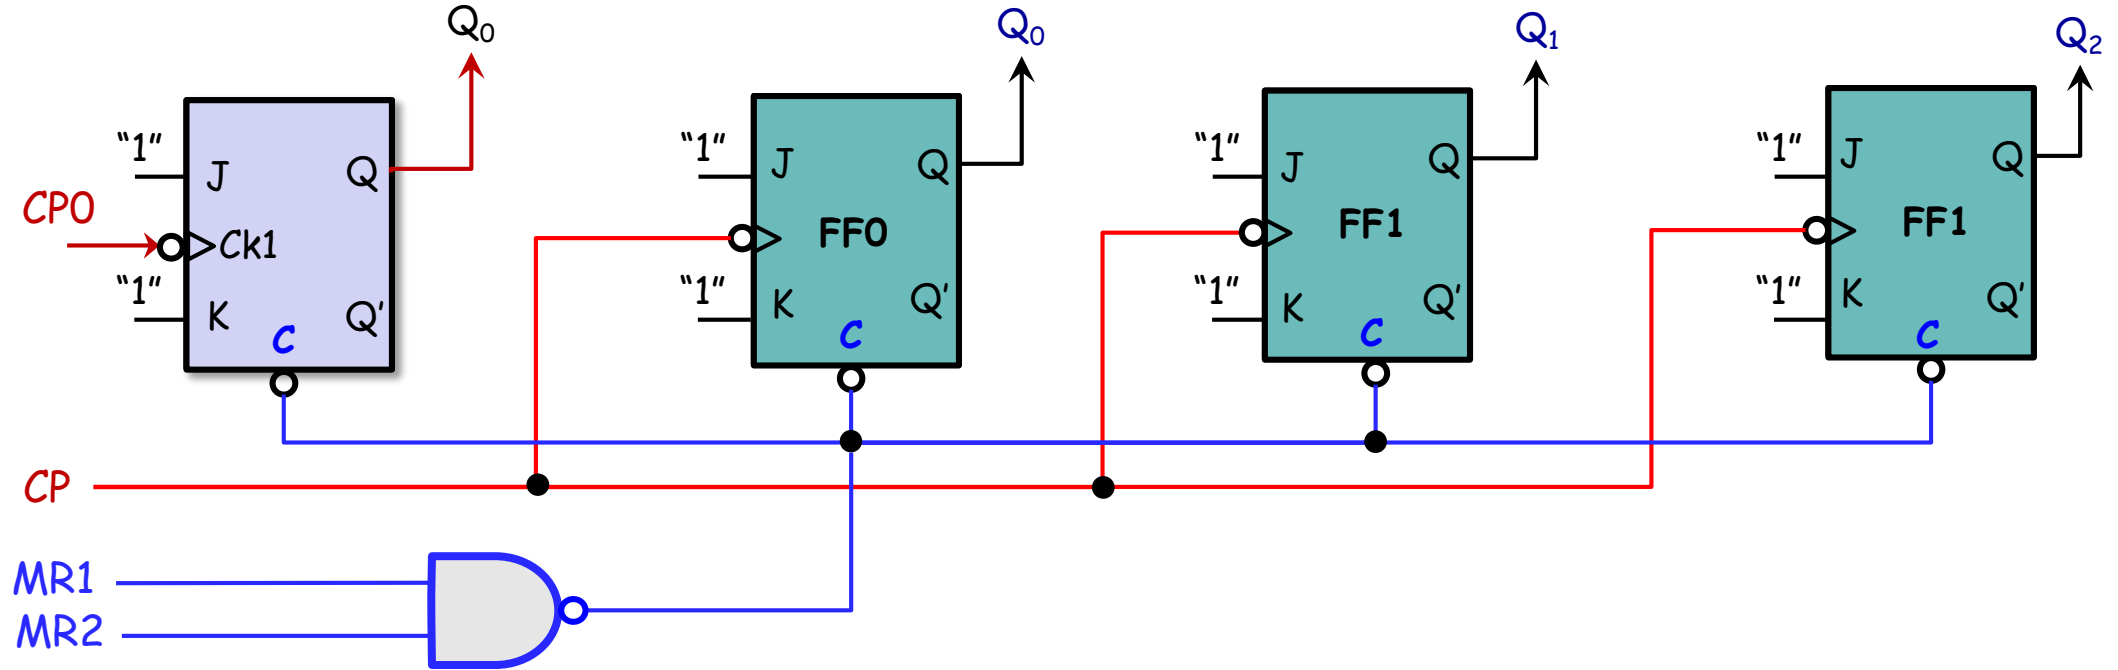 Q0 Q0 Q1 Q2
“1” “1” “1” “1”
J Q J Q J Q J Q
CP0 Ck1 FF0 FF1 FF1
“1” “1” “1” “1”
K Q' K Q' K Q' K Q'
C C C C
CP
MR1
MR2